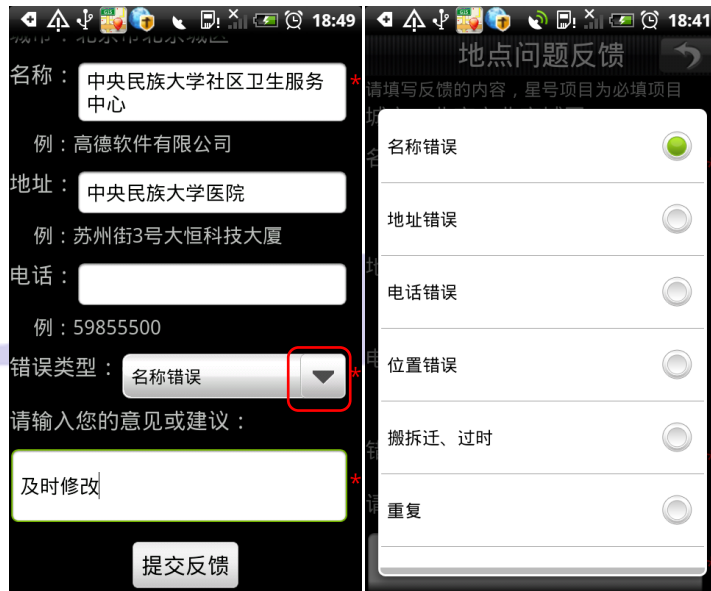 18:49
名称：
中央民族大学社区卫生服务
中心
*
例：高德软件有限公司
地址：
中央民族大学医院
例：苏州街3号大恒科技大厦
电话：
例：59855500
错误类型：
名称错误
*
请输入您的意见或建议：
及时修改
*
提交反馈
18:41
地点问题反馈
请填写反馈的内容，星号项目为必填项目
名称错误
地址错误
电话错误
位置错误
搬拆迁、过时
重复